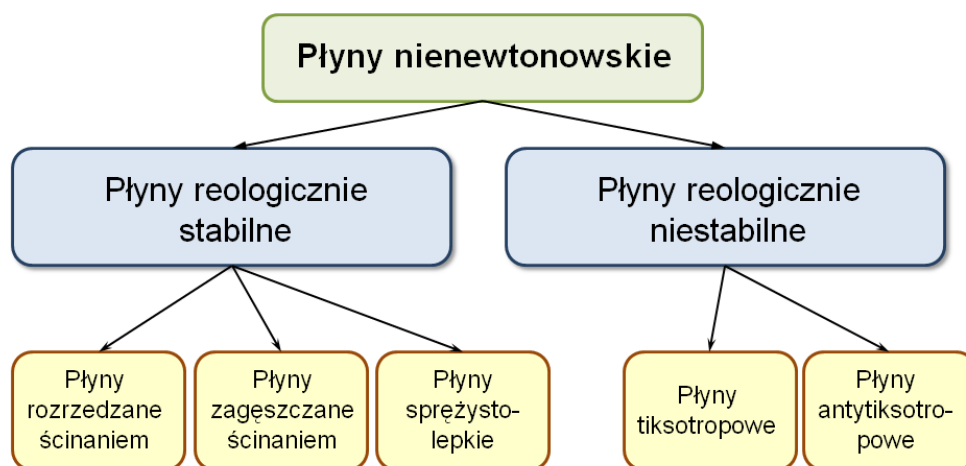 Płyny nienewtonowskie
Płyny reologicznie
stabilne
Płyny reologicznie
niestabilne
Płyny
rozrzedzane
ścinaniem
Płyny
zagęszczane
ścinaniem
Płyny
sprężysto-
lepkie
Płyny
tiksotropowe
Płyny
antytiksotro-
powe